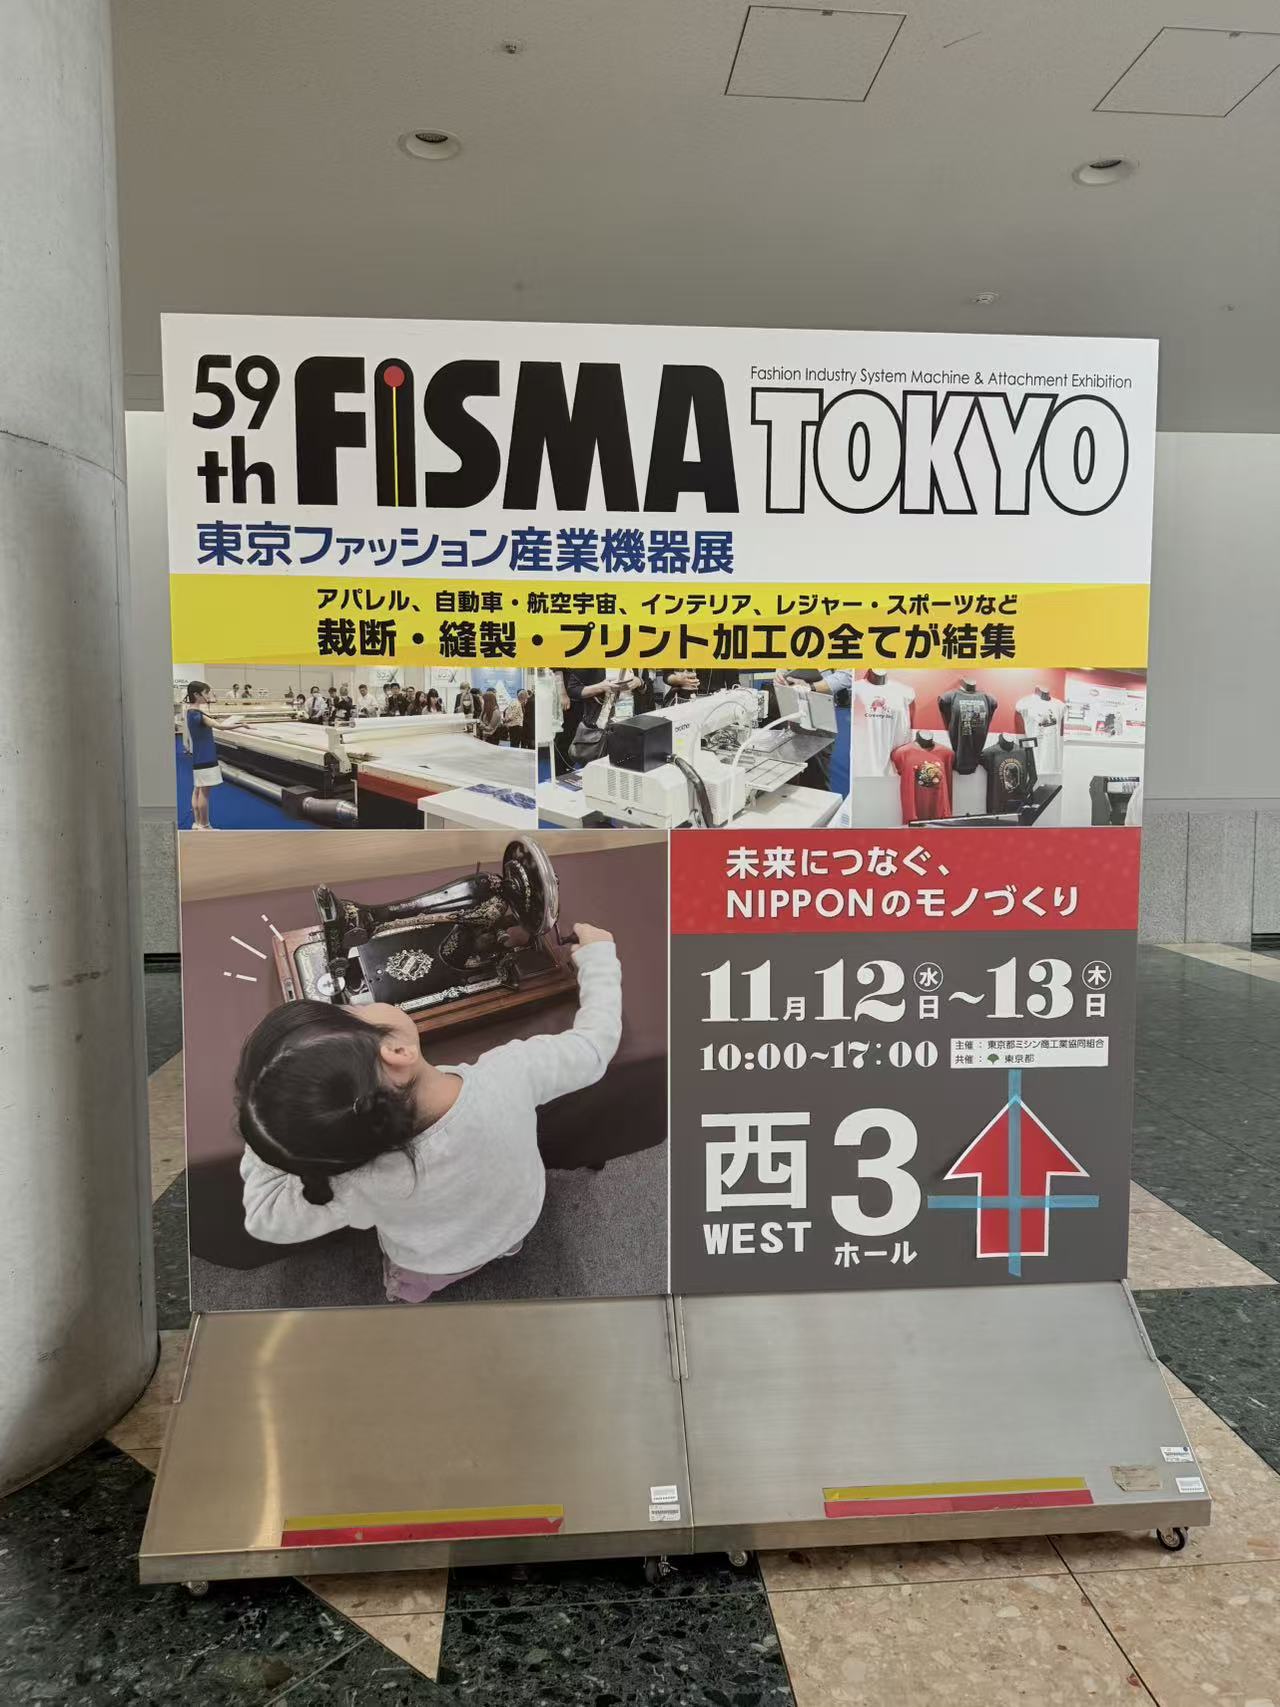 59th FISMA TOKYO
Fashion Industry System Machine & Attachment Exhibition
東京ファッション産業機器展
アパレル、自動車・航空宇宙、インテリア、レジャー・スポーツなど
裁断・縫製・プリント加工の全てが結集
brother
未来につなぐ、
NIPPONのモノづくり
11月12日(水)~13日(木)
10:00~17:00
主催：東京都ミシン商工業協同組合
共催：東京都
西3ホール
WEST